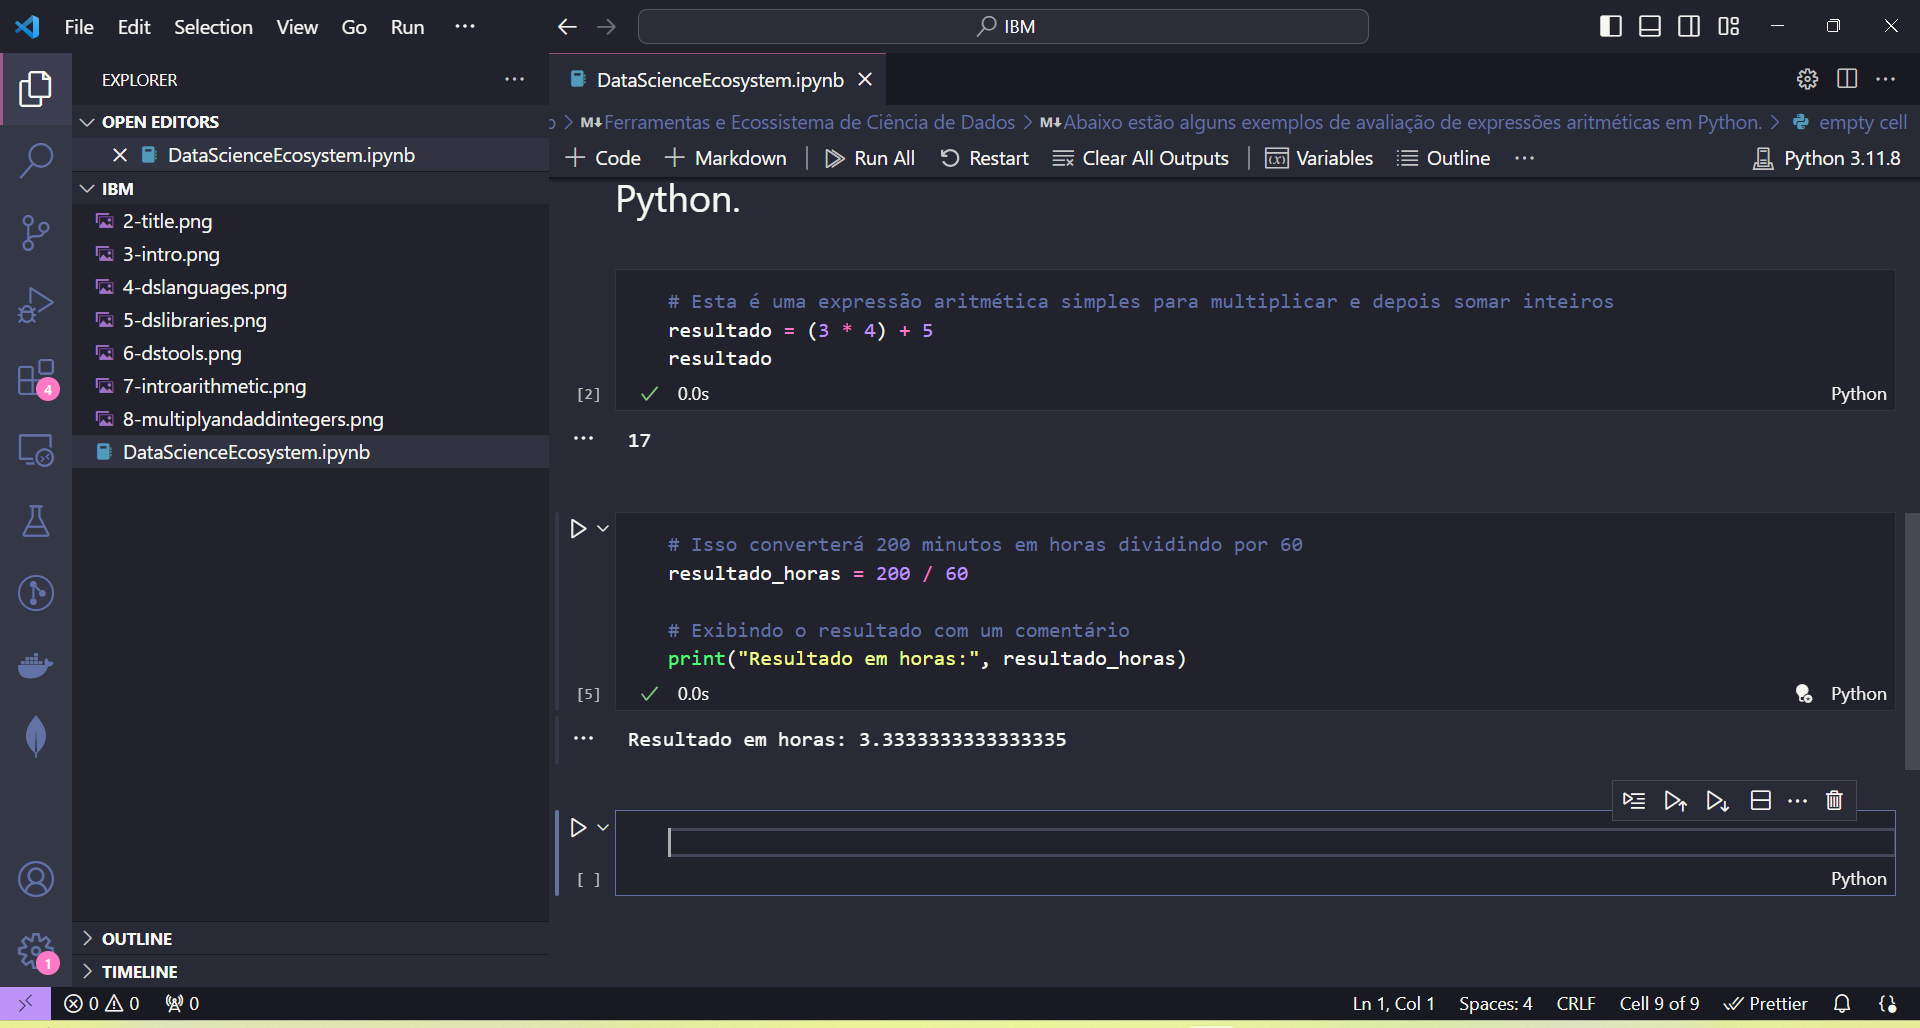 File Edit Selection View Go Run ···
IBM
EXPLORER ···
OPEN EDITORS
DataScienceEcosystem.ipynb
IBM
2-title.png
3-intro.png
4-dslanguages.png
5-dslibraries.png
6-dstools.png
7-introarithmetic.png
8-multiplyandaddintegers.png
DataScienceEcosystem.ipynb
OUTLINE
TIMELINE
4
1
DataScienceEcosystem.ipynb
b > M↓ Ferramentas e Ecossistema de Ciência de Dados > M↓ Abaixo estão alguns exemplos de avaliação de expressões aritméticas em Python. > empty cell
+ Code + Markdown | Run All Restart Clear All Outputs | Variables Outline ··· Python 3.11.8
Python.
# Esta é uma expressão aritmética simples para multiplicar e depois somar inteiros
resultado = (3 * 4) + 5
resultado
[2] ✓ 0.0s Python
··· 17
# Isso converterá 200 minutos em horas dividindo por 60
resultado_horas = 200 / 60
# Exibindo o resultado com um comentário
print("Resultado em horas:", resultado_horas)
[5] ✓ 0.0s Python
··· Resultado em horas: 3.3333333333333335
[ ] Python
0 0 0 Ln 1, Col 1 Spaces: 4 CRLF Cell 9 of 9 Prettier